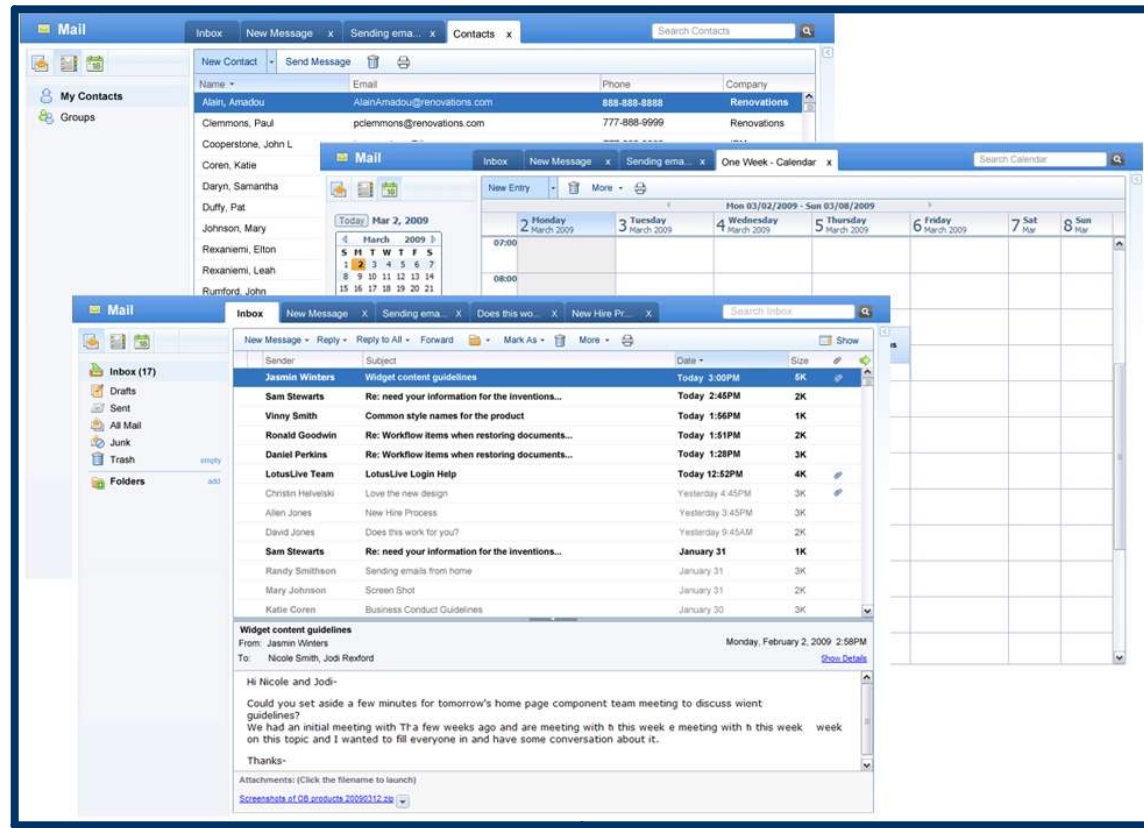 Mail
Inbox New Message x Sending ema... x Contacts x
Search Contacts
New Contact Send Message
Name Email Phone Company
My Contacts
Groups
Alain, Amadou AlainAmadou@renovations.com 888-888-8888 Renovations
Clemmons, Paul pclemmons@renovations.com 777-888-9999 Renovations
Cooperstone, John L
Coren, Katie
Daryn, Samantha
Duffy, Pat
Johnson, Mary
Rexaniemi, Elton
Rexaniemi, Leah
Rumford, John
Mail
Inbox New Message x Sending ema... x One Week - Calendar x
Search Calendar
New Entry More
Mon 03/02/2009 - Sun 03/08/2009
Today Mar 2, 2009
2 Monday March 2009 3 Tuesday March 2009 4 Wednesday March 2009 5 Thursday March 2009 6 Friday March 2009 7 Sat Mar 8 Sun Mar
March 2009
S M T W T F S
1 2 3 4 5 6 7
8 9 10 11 12 13 14
15 16 17 18 19 20 21
07:00
08:00
Mail
Inbox New Message X Sending ema... X Does this wo... X New Hire Pr... X
Search Inbox
New Message Reply Reply to All Forward Mark As More Show
Inbox (17)
Drafts
Sent
All Mail
Junk
Trash empty
Folders add
Sender Subject Date Size
Jasmin Winters Widget content guidelines Today 3:00PM 5K
Sam Stewarts Re: need your information for the inventions... Today 2:45PM 2K
Vinny Smith Common style names for the product Today 1:56PM 1K
Ronald Goodwin Re: Workflow items when restoring documents... Today 1:51PM 2K
Daniel Perkins Re: Workflow items when restoring documents... Today 1:28PM 3K
LotusLive Team LotusLive Login Help Today 12:52PM 4K
Christin Helvelski Love the new design Yesterday 4:45PM 3K
Allen Jones New Hire Process Yesterday 3:45PM 3K
David Jones Does this work for you? Yesterday 9:45AM 2K
Sam Stewarts Re: need your information for the inventions... January 31 1K
Randy Smithson Sending emails from home January 31 3K
Mary Johnson Screen Shot January 31 2K
Katie Coren Business Conduct Guidelines January 30 3K
Widget content guidelines
From: Jasmin Winters Monday, February 2, 2009 2:58PM
To: Nicole Smith, Jodi Rexford Show Details
Hi Nicole and Jodi-
Could you set aside a few minutes for tomorrow's home page component team meeting to discuss wient
guidelines?
We had an initial meeting with a few weeks ago and are meeting with this week e meeting with this week week
on this topic and I wanted to fill everyone in and have some conversation about it.
Thanks-
Attachments: (Click the filename to launch)
Screenshots of OB products 20090312.zip